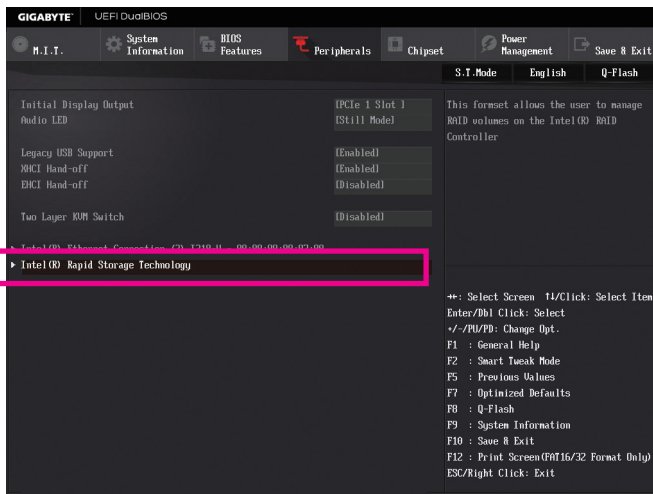 GIGABYTE™ UEFI DualBIOS
M.I.T. System Information BIOS Features Peripherals Chipset Power Management Save & Exit
S.T.Mode English Q-Flash
Initial Display Output [PCIe 1 Slot ]
Audio LED [Still Mode]
Legacy USB Support [Enabled]
XHCI Hand-off [Enabled]
EHCI Hand-off [Disabled]
Two Layer KVM Switch [Disabled]
Intel(R) Ethernet Connection (2)
Intel(R) Rapid Storage Technology
This formset allows the user to manage
RAID volumes on the Intel(R) RAID
Controller
→←: Select Screen ↑↓/Click: Select Item
Enter/Dbl Click: Select
+/-/PU/PD: Change Opt.
F1 : General Help
F2 : Smart Tweak Mode
F5 : Previous Values
F7 : Optimized Defaults
F8 : Q-Flash
F9 : System Information
F10 : Save & Exit
F12 : Print Screen(FAT16/32 Format Only)
ESC/Right Click: Exit